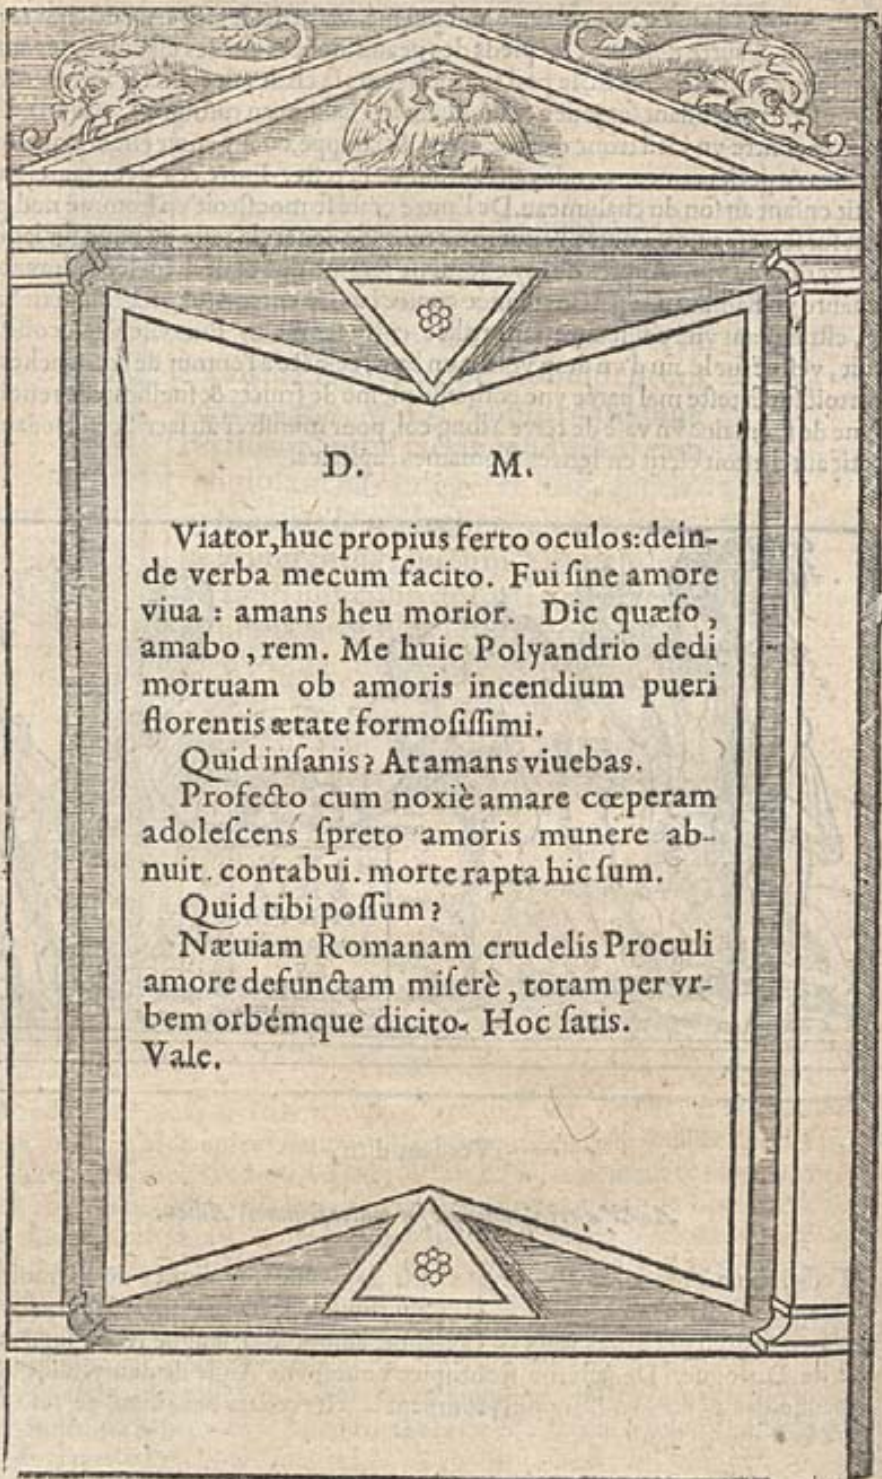 D. M.
Viator, huc propius ferto oculos: dein-
de verba mecum facito. Fui ſine amore
viua : amans heu morior. Dic quæſo,
amabo, rem. Me huic Polyandrio dedi
mortuam ob amoris incendium pueri
florentis ætate formoſiſſimi.
Quid inſanis? At amans viuebas.
Profecto cum noxiè amare cœperam
adoleſcens ſpreto amoris munere ab-
nuit. contabui. morte rapta hic ſum.
Quid tibi poſſum?
Næuiam Romanam crudelis Proculi
amore defunctam miſerè, totam per vr-
bem orbémque dicito. Hoc ſatis.
Vale.